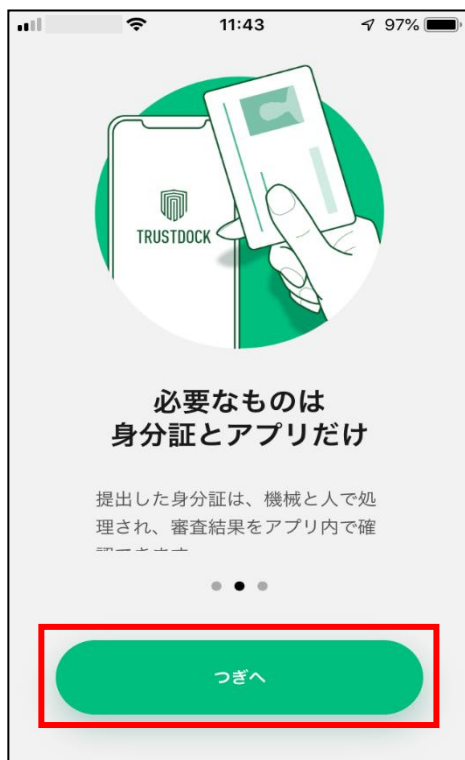 11:43
97%
TRUSTDOCK
必要なものは
身分証とアプリだけ
提出した身分証は、機械と人で処
理され、審査結果をアプリ内で確
つぎへ